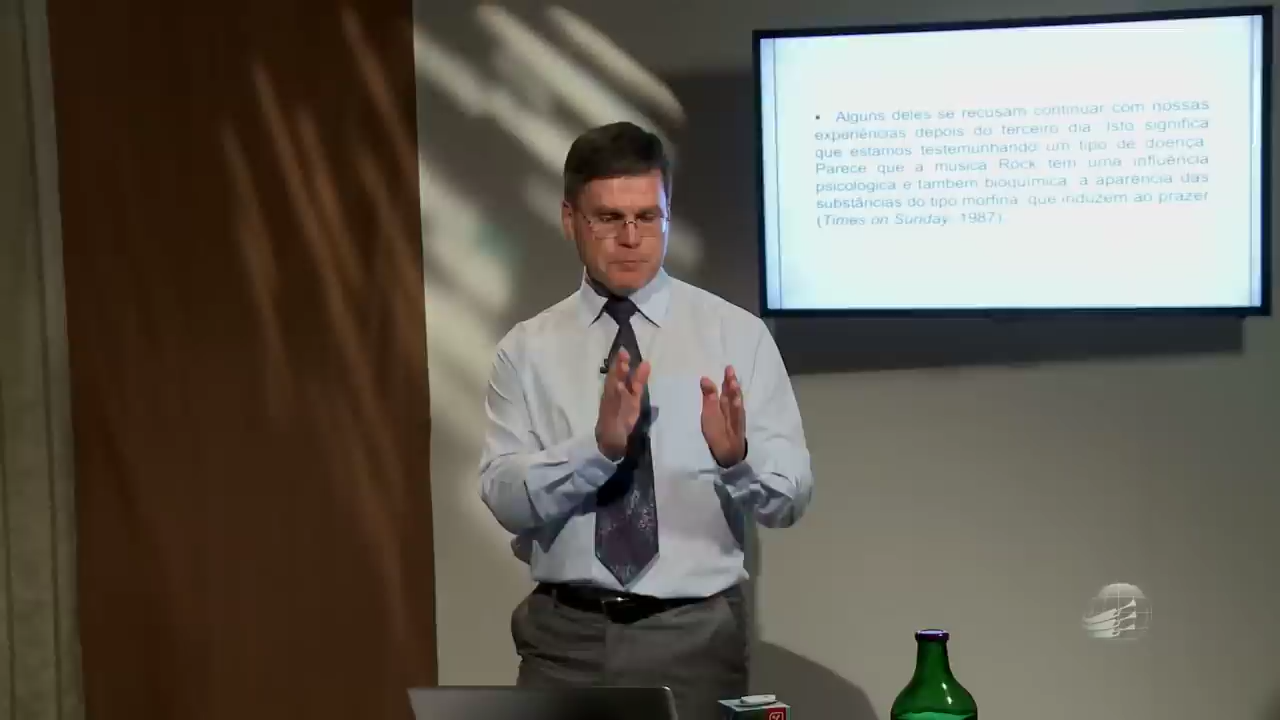 • Alguns deles se recusam continuar com nossas
experiências depois do terceiro dia. Isto significa
que estamos testemunhando um tipo de doença.
Parece que a musica Rock tem uma influência
psicologica e tambem bioquímica, a aparência das
substâncias do tipo morfina, que induzem ao prazer
(Times on Sunday, 1987).